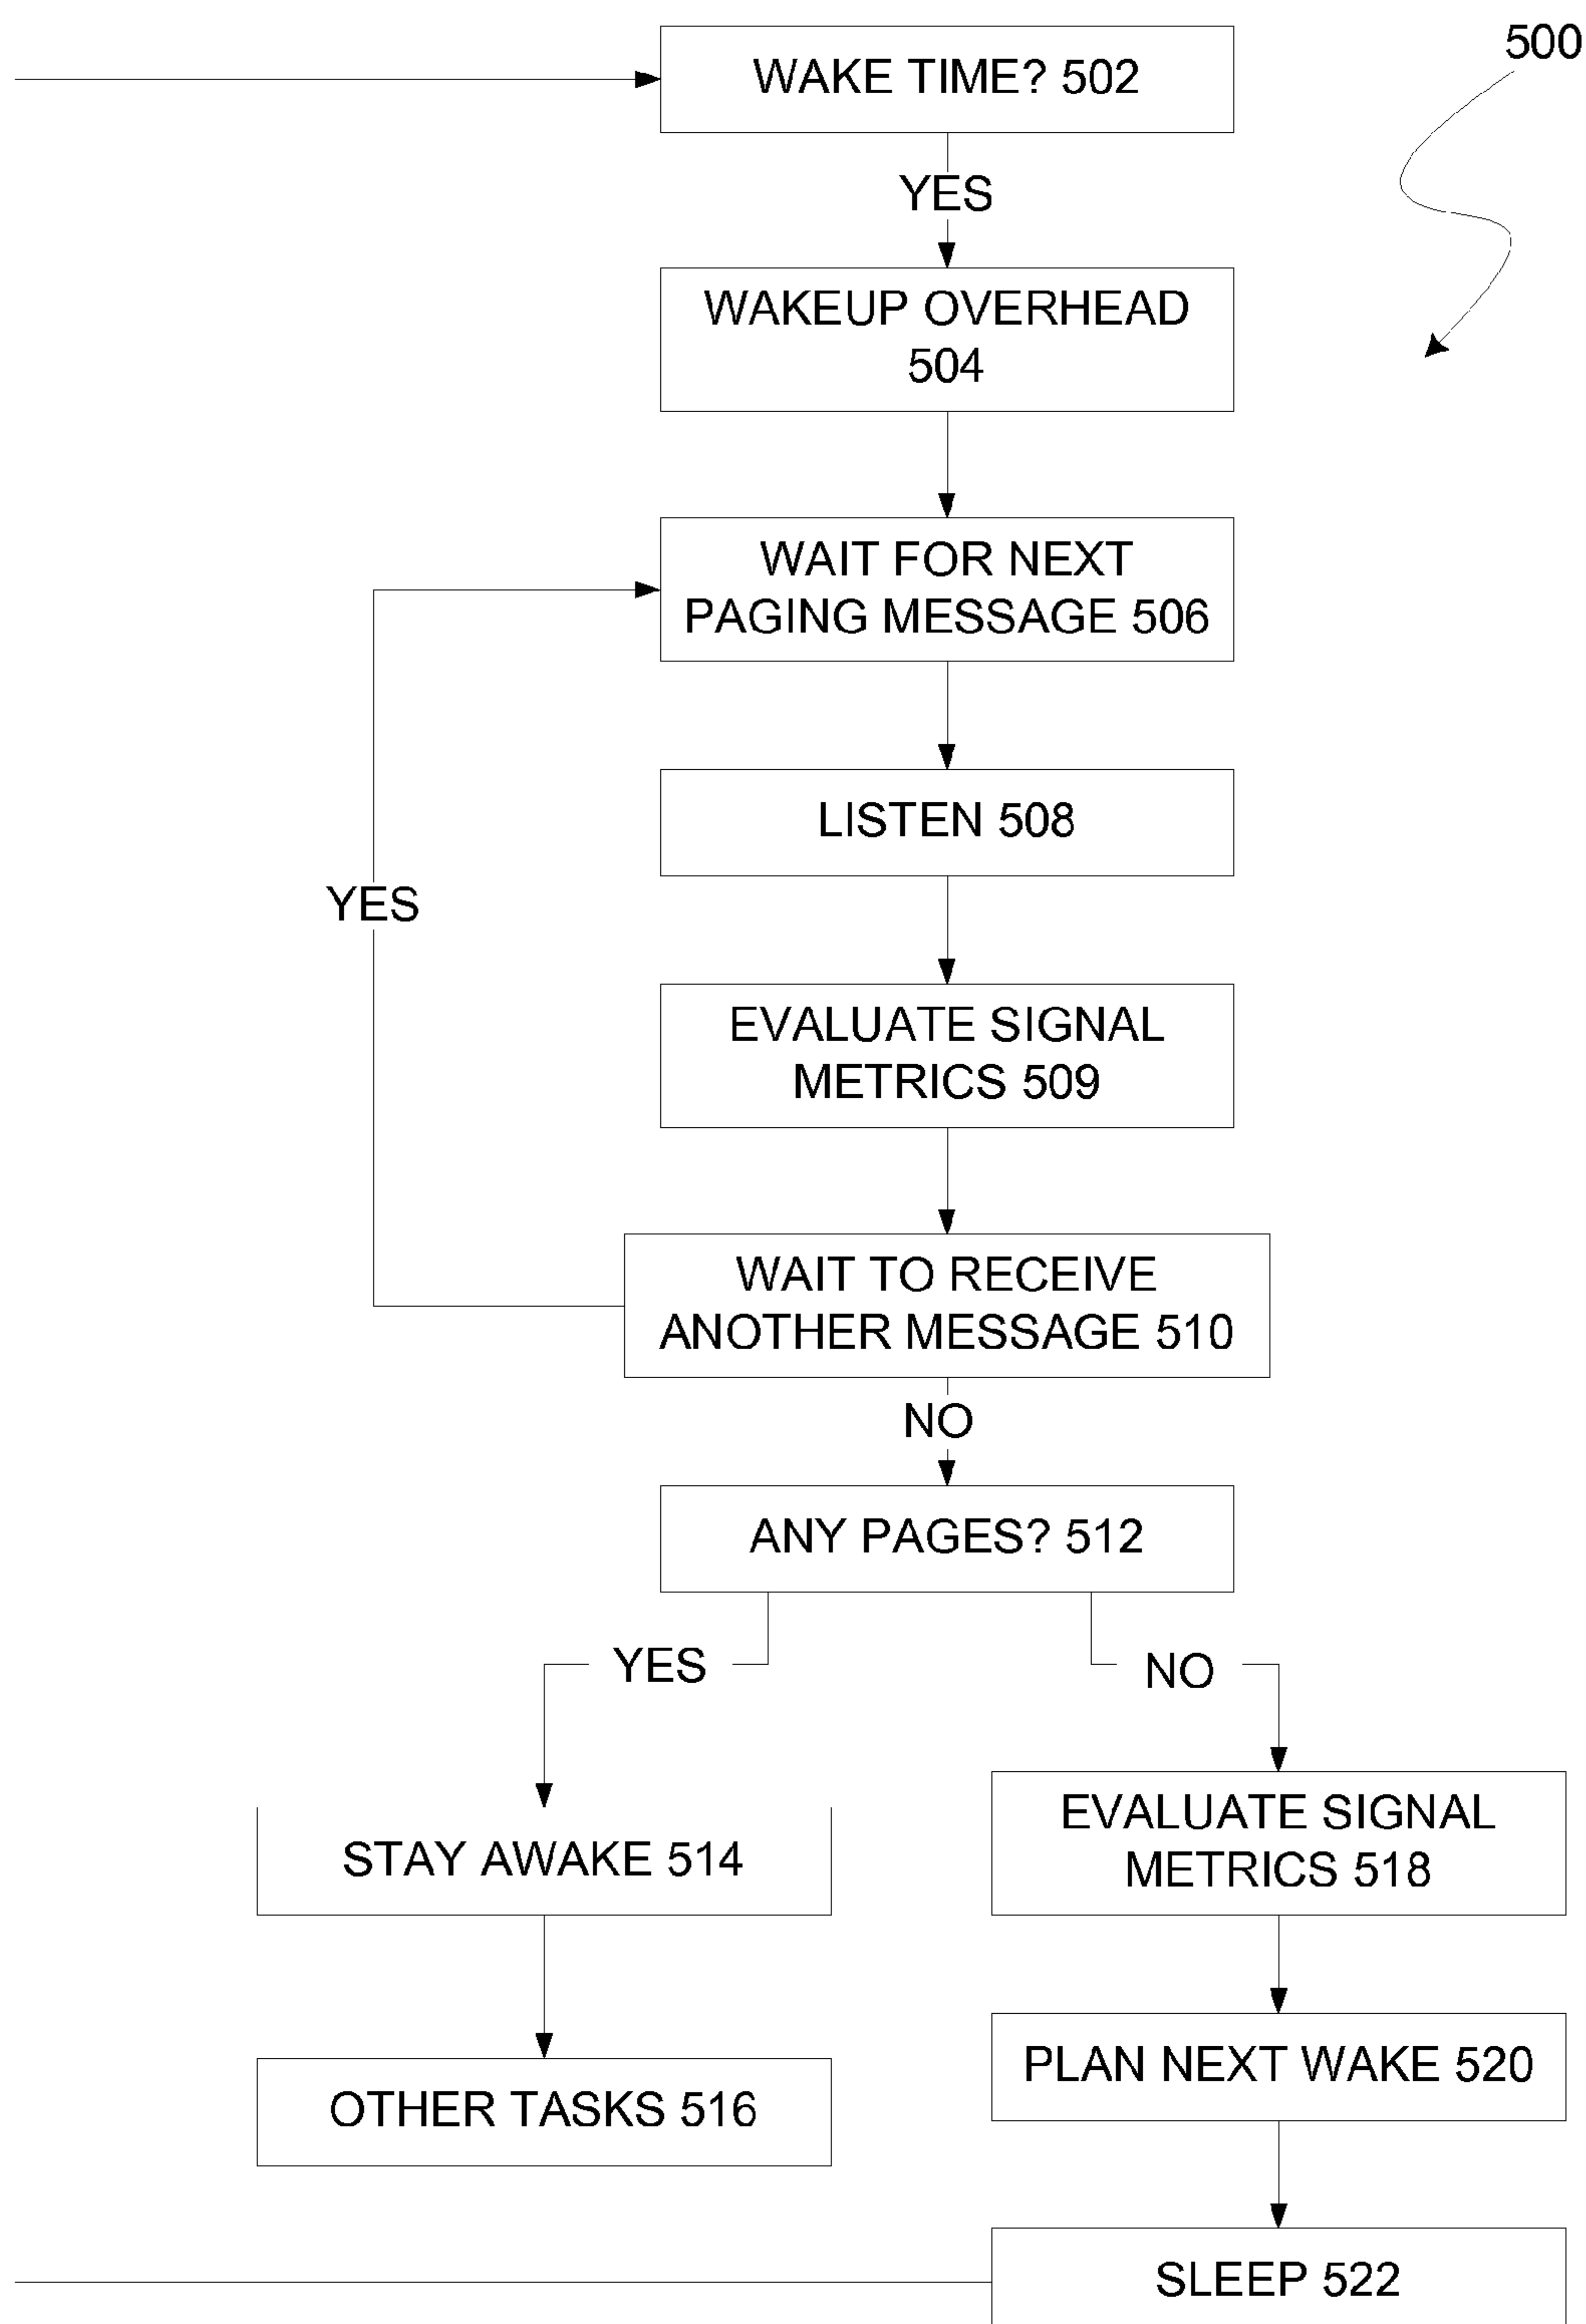 500
WAKE TIME? 502
YES
WAKEUP OVERHEAD
504
WAIT FOR NEXT
PAGING MESSAGE 506
LISTEN 508
YES
EVALUATE SIGNAL
METRICS 509
WAIT TO RECEIVE
ANOTHER MESSAGE 510
NO
ANY PAGES? 512
YES
NO
STAY AWAKE 514
EVALUATE SIGNAL
METRICS 518
OTHER TASKS 516
PLAN NEXT WAKE 520
SLEEP 522